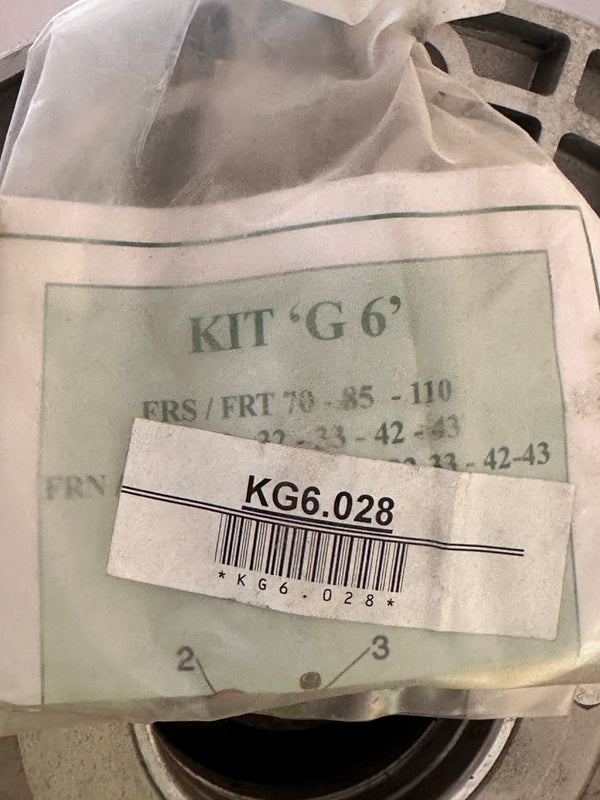 KIT ‘G 6’
FRS / FRT 70 - 85 - 110
32 - 33 - 42 - 43
33 - 42-43
FRN
KG6.028
*KG6.028*
2
3